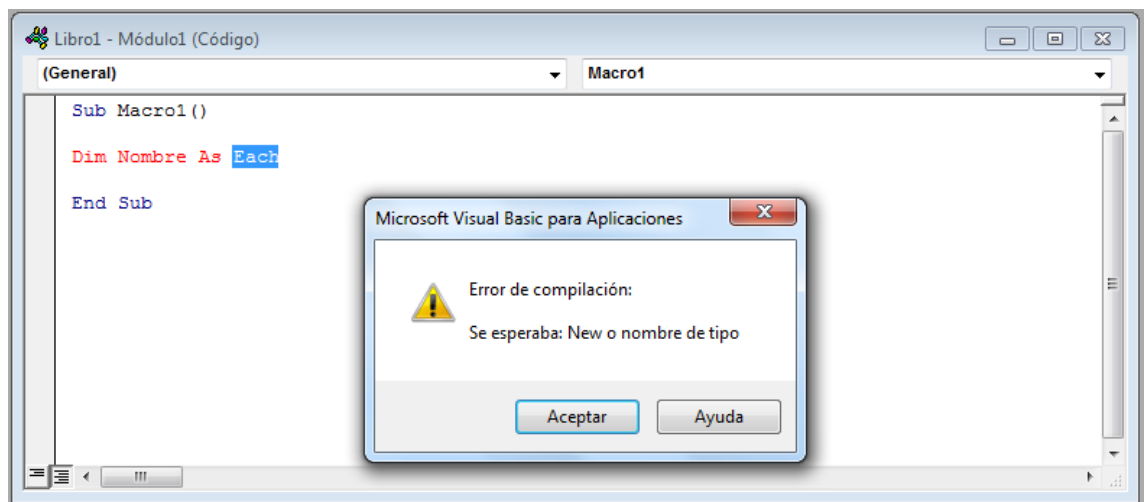 Libro1 - Módulo1 (Código)
(General) Macro1
Sub Macro1()
Dim Nombre As Each
End Sub
Microsoft Visual Basic para Aplicaciones
Error de compilación:
Se esperaba: New o nombre de tipo
Aceptar Ayuda